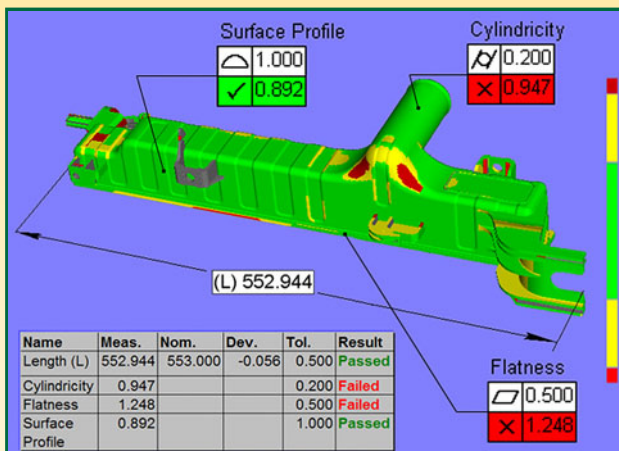 Surface Profile
1.000
0.892
Cylindricity
0.200
0.947
(L) 552.944
Name Meas. Nom. Dev. Tol. Result
Length (L) 552.944 553.000 -0.056 0.500 Passed
Cylindricity 0.947 0.200 Failed
Flatness 1.248 0.500 Failed
Surface 0.892 1.000 Passed
Profile
Flatness
0.500
1.248